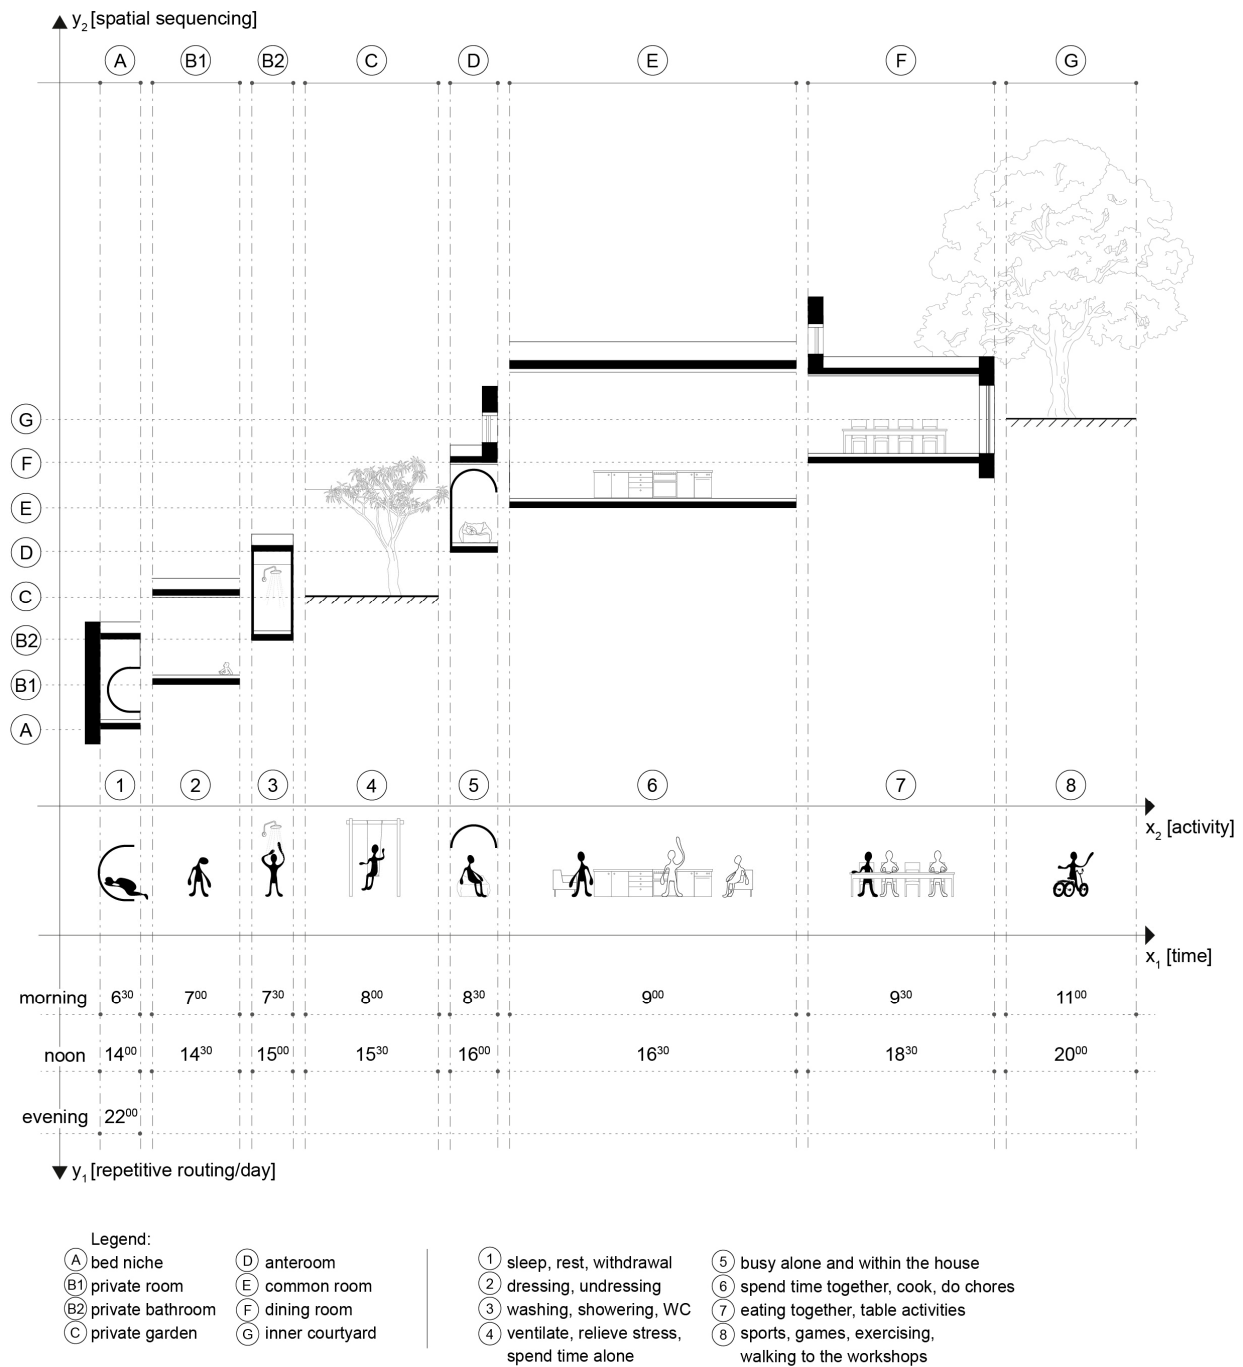 y2 [spatial sequencing]
A B1 B2 C D E F G
G
F
E
D
C
B2
B1
A
1 2 3 4 5 6 7 8
x2 [activity]
x1 [time]
morning 6³⁰ 7⁰⁰ 7³⁰ 8⁰⁰ 8³⁰ 9⁰⁰ 9³⁰ 11⁰⁰
noon 14⁰⁰ 14³⁰ 15⁰⁰ 15³⁰ 16⁰⁰ 16³⁰ 18³⁰ 20⁰⁰
evening 22⁰⁰
y1 [repetitive routing/day]
Legend:
A bed niche
B1 private room
B2 private bathroom
C private garden
D anteroom
E common room
F dining room
G inner courtyard
1 sleep, rest, withdrawal
2 dressing, undressing
3 washing, showering, WC
4 ventilate, relieve stress,
spend time alone
5 busy alone and within the house
6 spend time together, cook, do chores
7 eating together, table activities
8 sports, games, exercising,
walking to the workshops